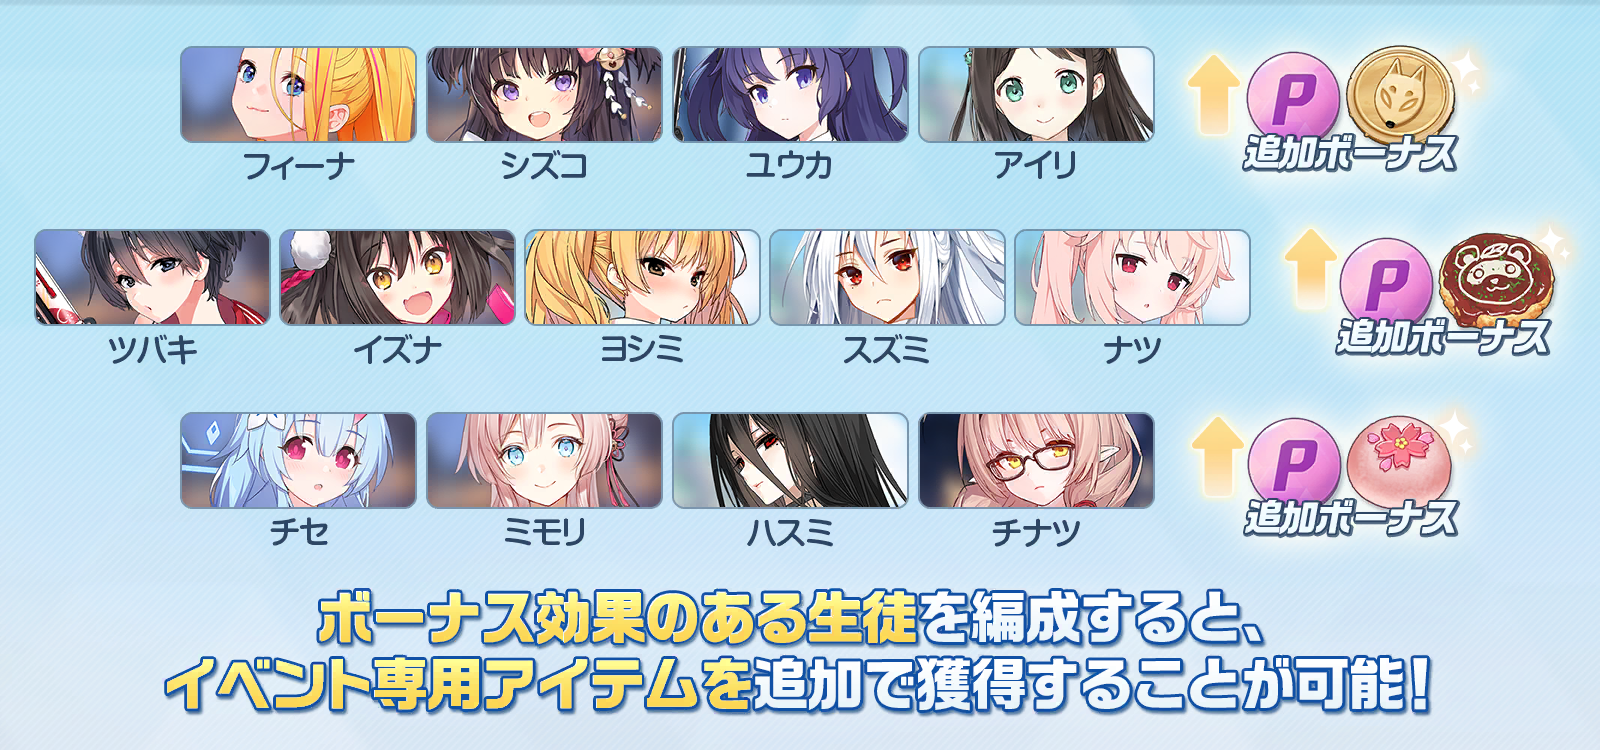 フィーナ シズコ ユウカ アイリ
P
追加ボーナス
ツバキ イズナ ヨシミ スズミ ナツ
P
追加ボーナス
チセ ミモリ ハスミ チナツ
P
追加ボーナス
ボーナス効果のある生徒を編成すると、
イベント専用アイテムを追加で獲得することが可能！